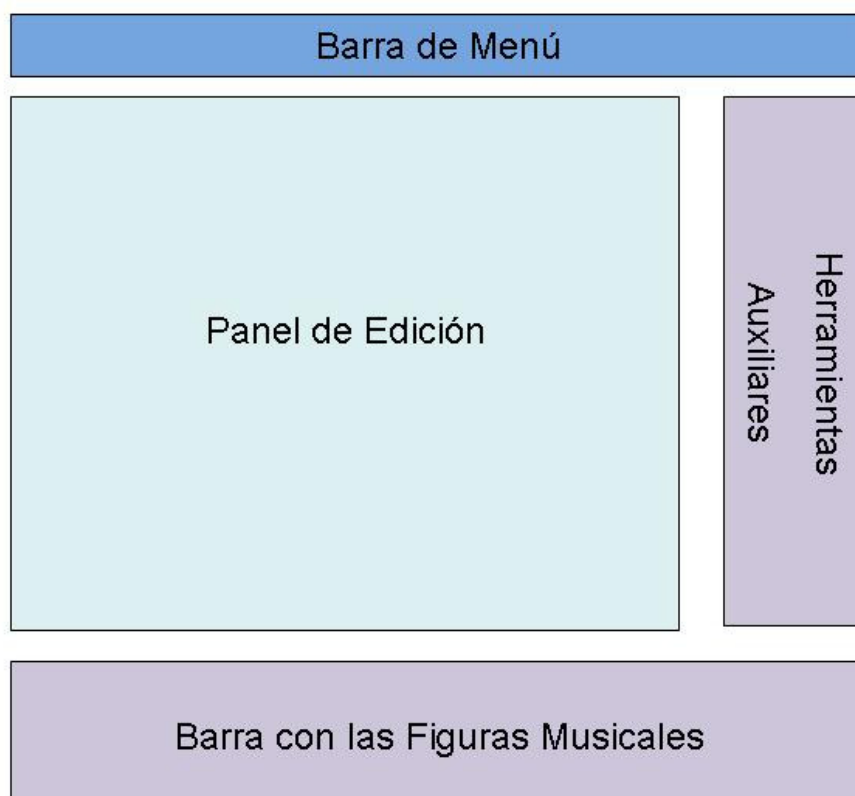 Barra de Menú
Panel de Edición
Herramientas
Auxiliares
Barra con las Figuras Musicales